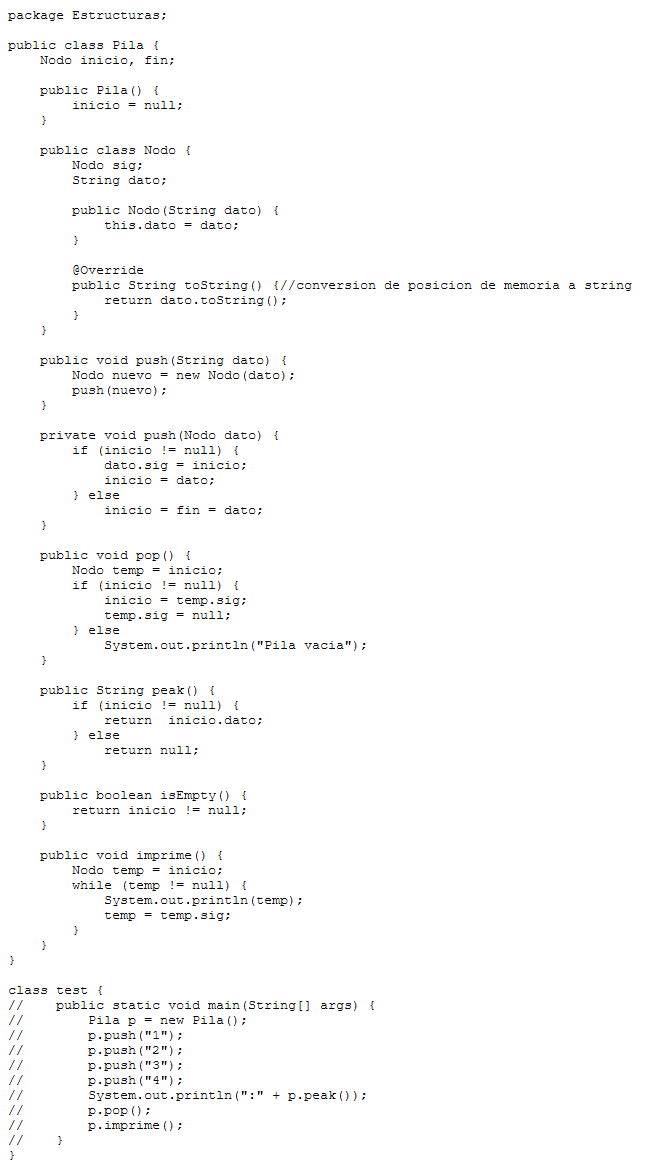 package Estructuras;

public class Pila {
    Nodo inicio, fin;

    public Pila() {
        inicio = null;
    }

    public class Nodo {
        Nodo sig;
        String dato;

        public Nodo(String dato) {
            this.dato = dato;
        }

        @Override
        public String toString() {//conversion de posicion de memoria a string
            return dato.toString();
        }
    }

    public void push(String dato) {
        Nodo nuevo = new Nodo(dato);
        push(nuevo);
    }

    private void push(Nodo dato) {
        if (inicio != null) {
            dato.sig = inicio;
            inicio = dato;
        } else
            inicio = fin = dato;
    }

    public void pop() {
        Nodo temp = inicio;
        if (inicio != null) {
            inicio = temp.sig;
            temp.sig = null;
        } else
            System.out.println("Pila vacia");
    }

    public String peak() {
        if (inicio != null) {
            return  inicio.dato;
        } else
            return null;
    }

    public boolean isEmpty() {
        return inicio != null;
    }

    public void imprime() {
        Nodo temp = inicio;
        while (temp != null) {
            System.out.println(temp);
            temp = temp.sig;
        }
    }
}

class test {
//    public static void main(String[] args) {
//        Pila p = new Pila();
//        p.push("1");
//        p.push("2");
//        p.push("3");
//        p.push("4");
//        System.out.println(":" + p.peak());
//        p.pop();
//        p.imprime();
//    }
}